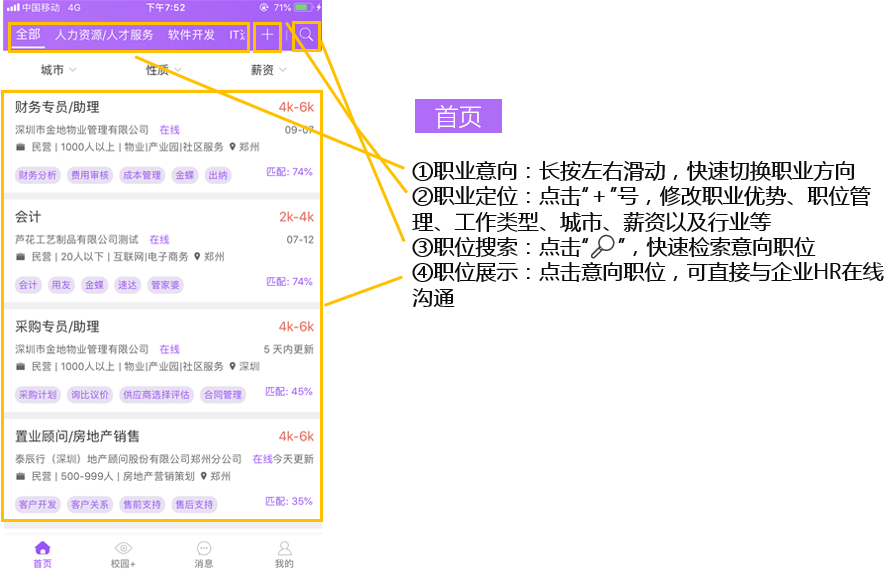 中国移动 4G 下午7:52 71%
全部 人力资源/人才服务 软件开发 IT运 +
城市 性质 薪资
财务专员/助理 4k-6k
深圳市金地物业管理有限公司 在线 09-07
民营 | 1000人以上 | 物业|产业园|社区服务 郑州
财务分析 费用审核 成本管理 金蝶 出纳 匹配: 74%
会计 2k-4k
芦花工艺制品有限公司测试 在线 07-12
民营 | 20人以下 | 互联网|电子商务 郑州
会计 用友 金蝶 速达 管家婆 匹配: 74%
采购专员/助理 4k-6k
深圳市金地物业管理有限公司 在线 5 天内更新
民营 | 1000人以上 | 物业|产业园|社区服务 深圳
采购计划 询比议价 供应商选择评估 合同管理 匹配: 45%
置业顾问/房地产销售 4k-6k
泰辰行（深圳）地产顾问股份有限公司郑州分公司 在线今天更新
民营 | 500-999人 | 房地产营销策划 郑州
客户开发 客户关系 售前支持 售后支持 匹配: 35%
首页 校园+ 消息 我的
首页
①职业意向：长按左右滑动，快速切换职业方向
②职业定位：点击“＋”号，修改职业优势、职位管
理、工作类型、城市、薪资以及行业等
③职位搜索：点击“🔎”，快速检索意向职位
④职位展示：点击意向职位，可直接与企业HR在线
沟通